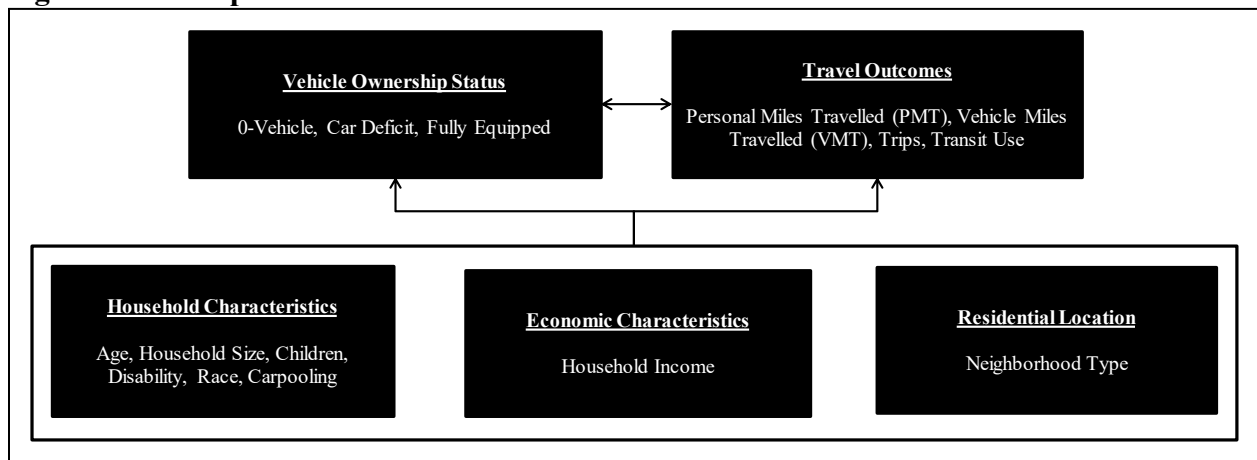 Vehicle Ownership Status
0-Vehicle, Car Deficit, Fully Equipped
Travel Outcomes
Personal Miles Travelled (PMT), Vehicle Miles
Travelled (VMT), Trips, Transit Use
Household Characteristics
Age, Household Size, Children,
Disability, Race, Carpooling
Economic Characteristics
Household Income
Residential Location
Neighborhood Type